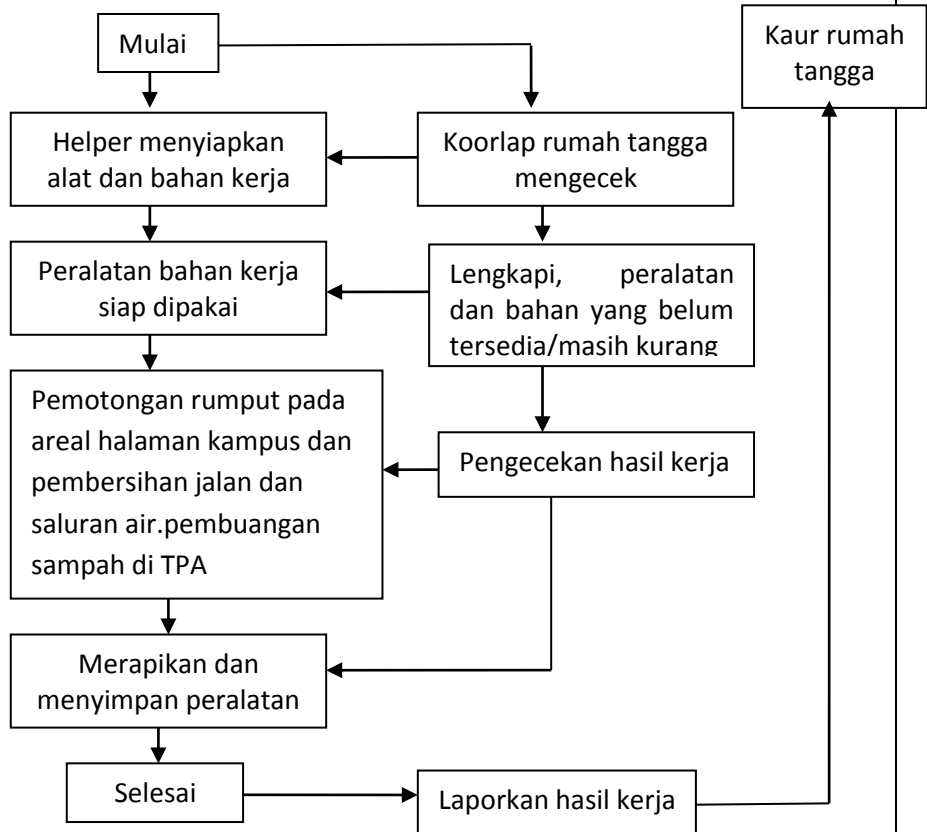 Mulai
Kaur rumah
tangga
Helper menyiapkan
alat dan bahan kerja
Koorlap rumah tangga
mengecek
Peralatan bahan kerja
siap dipakai
Lengkapi, peralatan
dan bahan yang belum
tersedia/masih kurang
Pemotongan rumput pada
areal halaman kampus dan
pembersihan jalan dan
saluran air.pembuangan
sampah di TPA
Pengecekan hasil kerja
Merapikan dan
menyimpan peralatan
Selesai
Laporkan hasil kerja